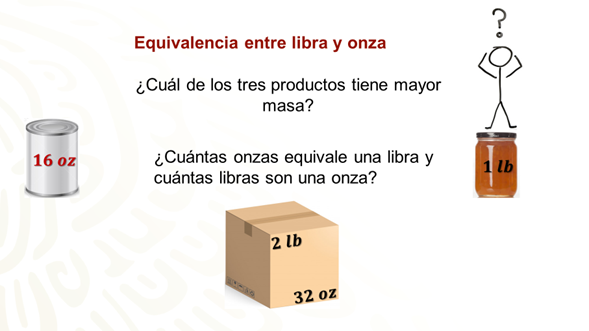 Equivalencia entre libra y onza
¿Cuál de los tres productos tiene mayor
masa?
16 oz
¿Cuántas onzas equivale una libra y
cuántas libras son una onza?
?
1 lb
2 lb
32 oz